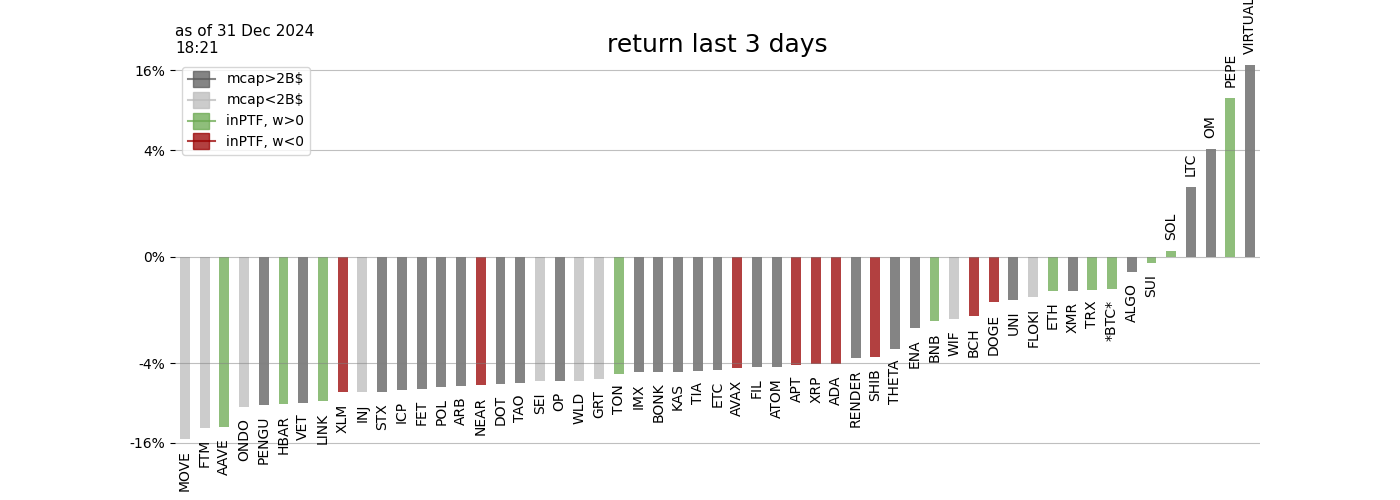 as of 31 Dec 2024
18:21
return last 3 days
mcap>2B$
mcap<2B$
inPTF, w>0
inPTF, w<0
16%
4%
0%
-4%
-16%
MOVE
FTM
AAVE
ONDO
PENGU
HBAR
VET
LINK
XLM
INJ
STX
ICP
FET
POL
ARB
NEAR
DOT
TAO
SEI
OP
WLD
GRT
TON
IMX
BONK
KAS
TIA
ETC
AVAX
FIL
ATOM
APT
XRP
ADA
RENDER
SHIB
THETA
ENA
BNB
WIF
BCH
DOGE
UNI
FLOKI
ETH
XMR
TRX
*BTC*
ALGO
SUI
SOL
LTC
OM
PEPE
VIRTUAL